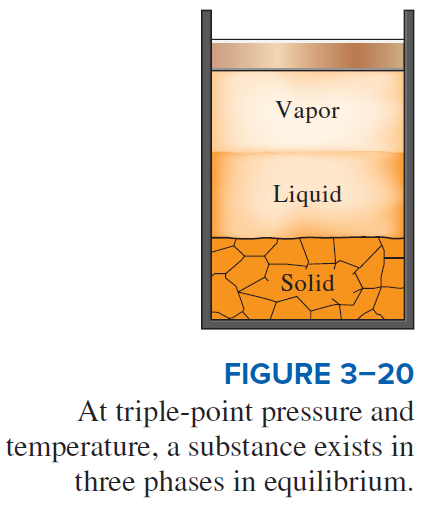 Vapor
Liquid
Solid
FIGURE 3–20
At triple-point pressure and
temperature, a substance exists in
three phases in equilibrium.